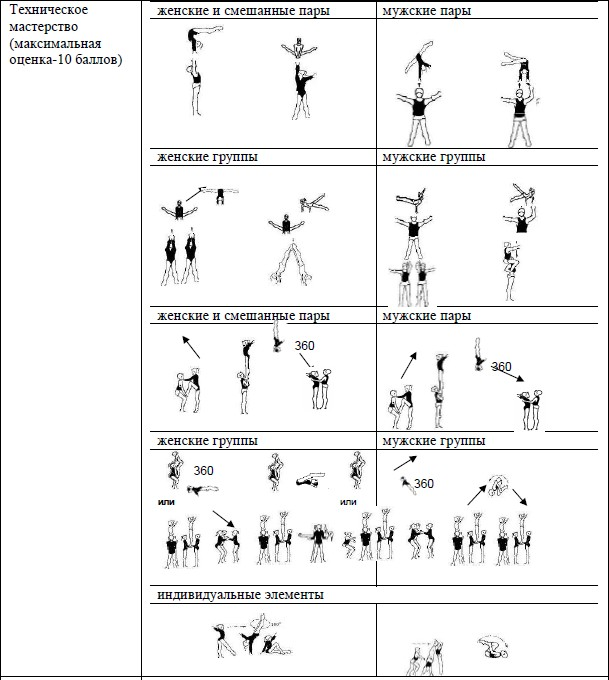 Техническое
мастерство
(максимальная
оценка-10 баллов)
женские и смешанные пары
мужские пары
женские группы
мужские группы
женские и смешанные пары
мужские пары
360
360
женские группы
мужские группы
360
360
или
или
индивидуальные элементы
180°